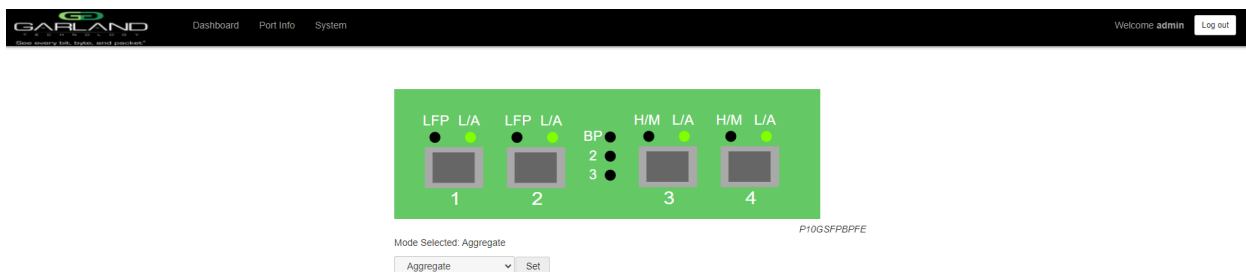 GARLAND
TECHNOLOGY
See every bit, byte, and packet®
Dashboard Port Info System
Welcome admin Log out
LFP L/A LFP L/A H/M L/A H/M L/A
BP
2
3
1 2 3 4
P10GSFPBPFE
Mode Selected: Aggregate
Aggregate Set